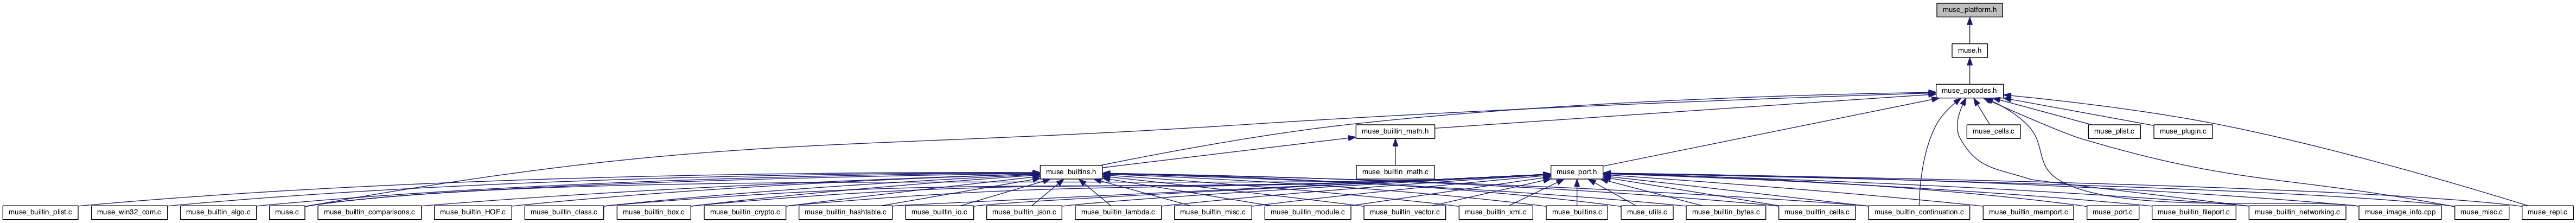 muse_platform.h
muse.h
muse_opcodes.h
muse_builtin_math.h
muse_cells.c
muse_plist.c
muse_plugin.c
muse_builtins.h
muse_builtin_math.c
muse_port.h
muse_builtin_plist.c
muse_win32_com.c
muse_builtin_algo.c
muse.c
muse_builtin_comparisons.c
muse_builtin_HOF.c
muse_builtin_class.c
muse_builtin_box.c
muse_builtin_crypto.c
muse_builtin_hashtable.c
muse_builtin_io.c
muse_builtin_json.c
muse_builtin_lambda.c
muse_builtin_misc.c
muse_builtin_module.c
muse_builtin_vector.c
muse_builtin_xml.c
muse_builtins.c
muse_utils.c
muse_builtin_bytes.c
muse_builtin_cells.c
muse_builtin_continuation.c
muse_builtin_memport.c
muse_port.c
muse_builtin_fileport.c
muse_builtin_networking.c
muse_image_info.cpp
muse_misc.c
muse_repl.c